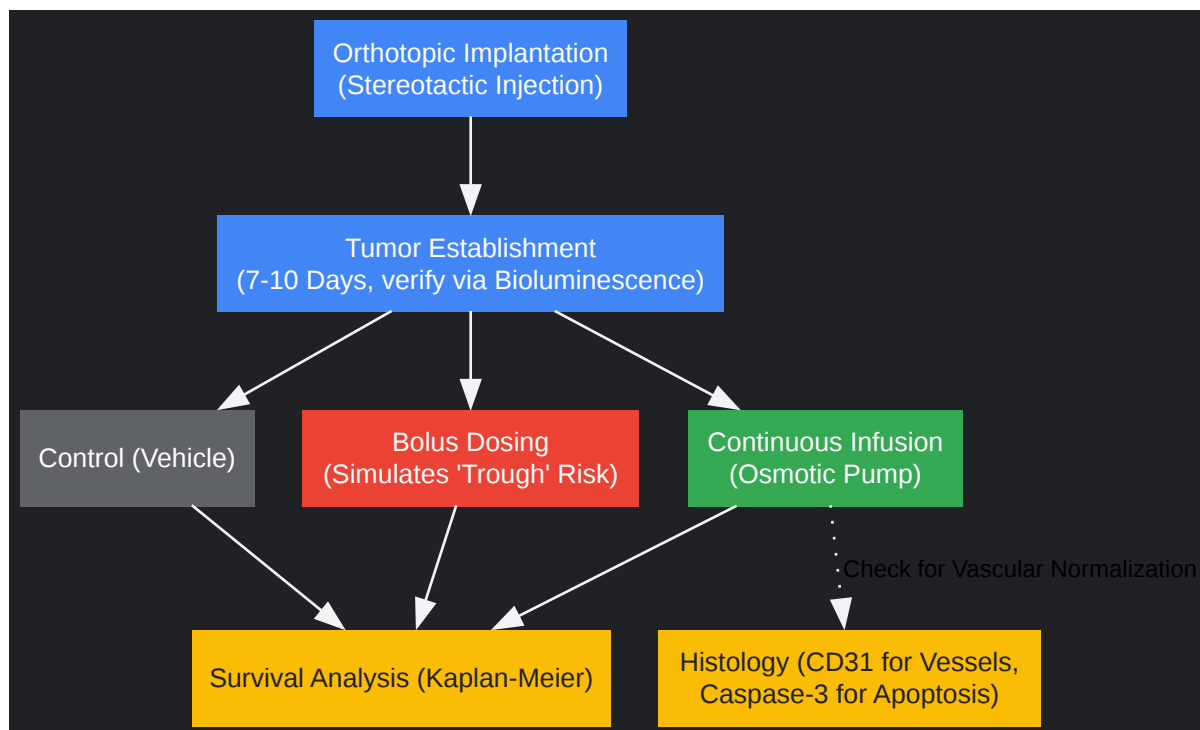 Orthotopic Implantation
(Stereotactic Injection)
Tumor Establishment
(7-10 Days, verify via Bioluminescence)
Control (Vehicle)
Bolus Dosing
(Simulates 'Trough' Risk)
Continuous Infusion
(Osmotic Pump)
Check for Vascular Normalization
Survival Analysis (Kaplan-Meier)
Histology (CD31 for Vessels,
Caspase-3 for Apoptosis)